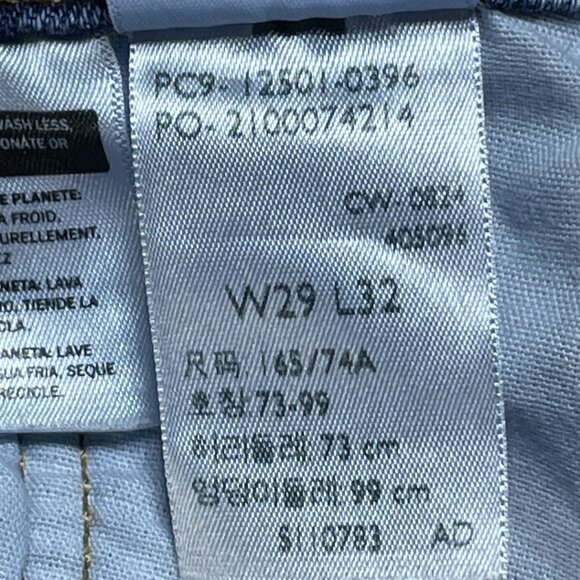 WASH LESS,
ONATE OR
E PLANETE:
A FROID,
URELLEMENT.
EZ
NETA: LAVA
RO, TIENDE LA
CLA.
ANETA: LAVE
GUA FRIA, SEQUE
RECICLE.
PC9- 12501-0396
PO- 2100074214
CW- 0824
405096
W29 L32
尺码, 165/74A
호칭 73-99
허리둘레 73 cm
엉덩이둘레 99 cm
S110783 AD